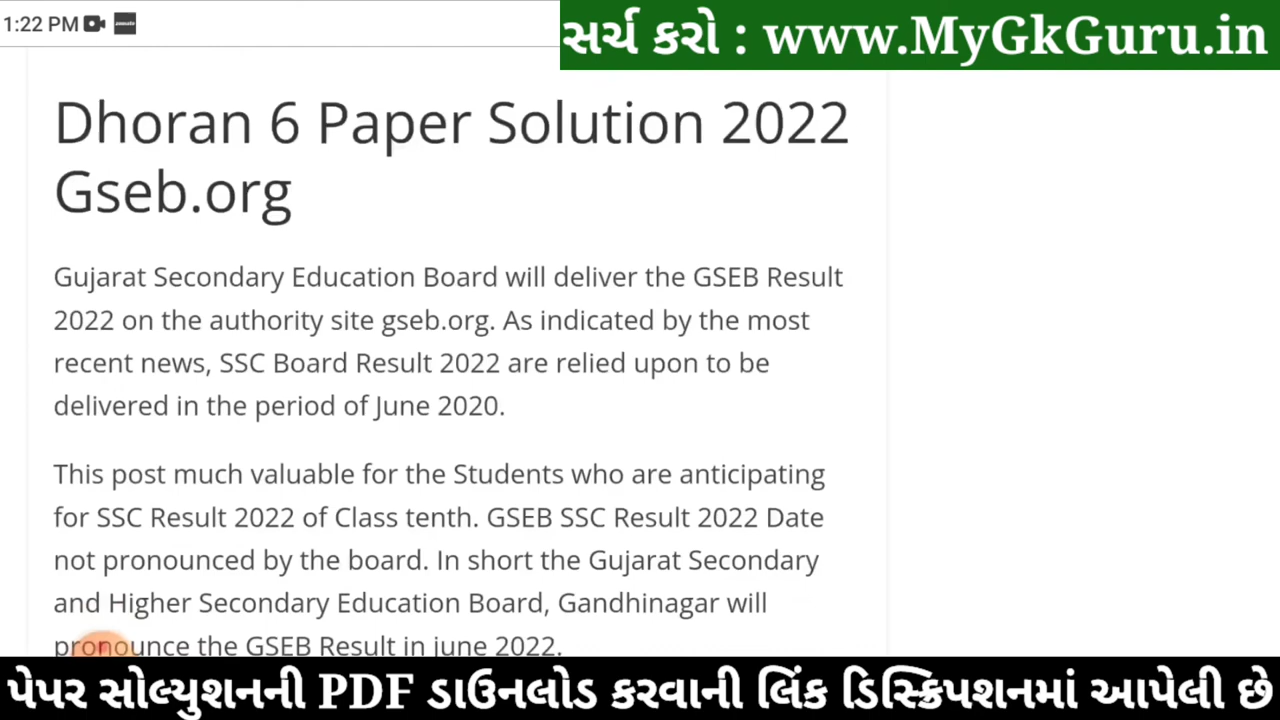 1:22 PM
સર્ચ કરો : www.MyGkGuru.in
Dhoran 6 Paper Solution 2022
Gseb.org
Gujarat Secondary Education Board will deliver the GSEB Result
2022 on the authority site gseb.org. As indicated by the most
recent news, SSC Board Result 2022 are relied upon to be
delivered in the period of June 2020.
This post much valuable for the Students who are anticipating
for SSC Result 2022 of Class tenth. GSEB SSC Result 2022 Date
not pronounced by the board. In short the Gujarat Secondary
and Higher Secondary Education Board, Gandhinagar will
pronounce the GSEB Result in june 2022.
પેપર સોલ્યુશનની PDF ડાઉનલોડ કરવાની લિંક ડિસ્ક્રિપશનમાં આપેલી છે